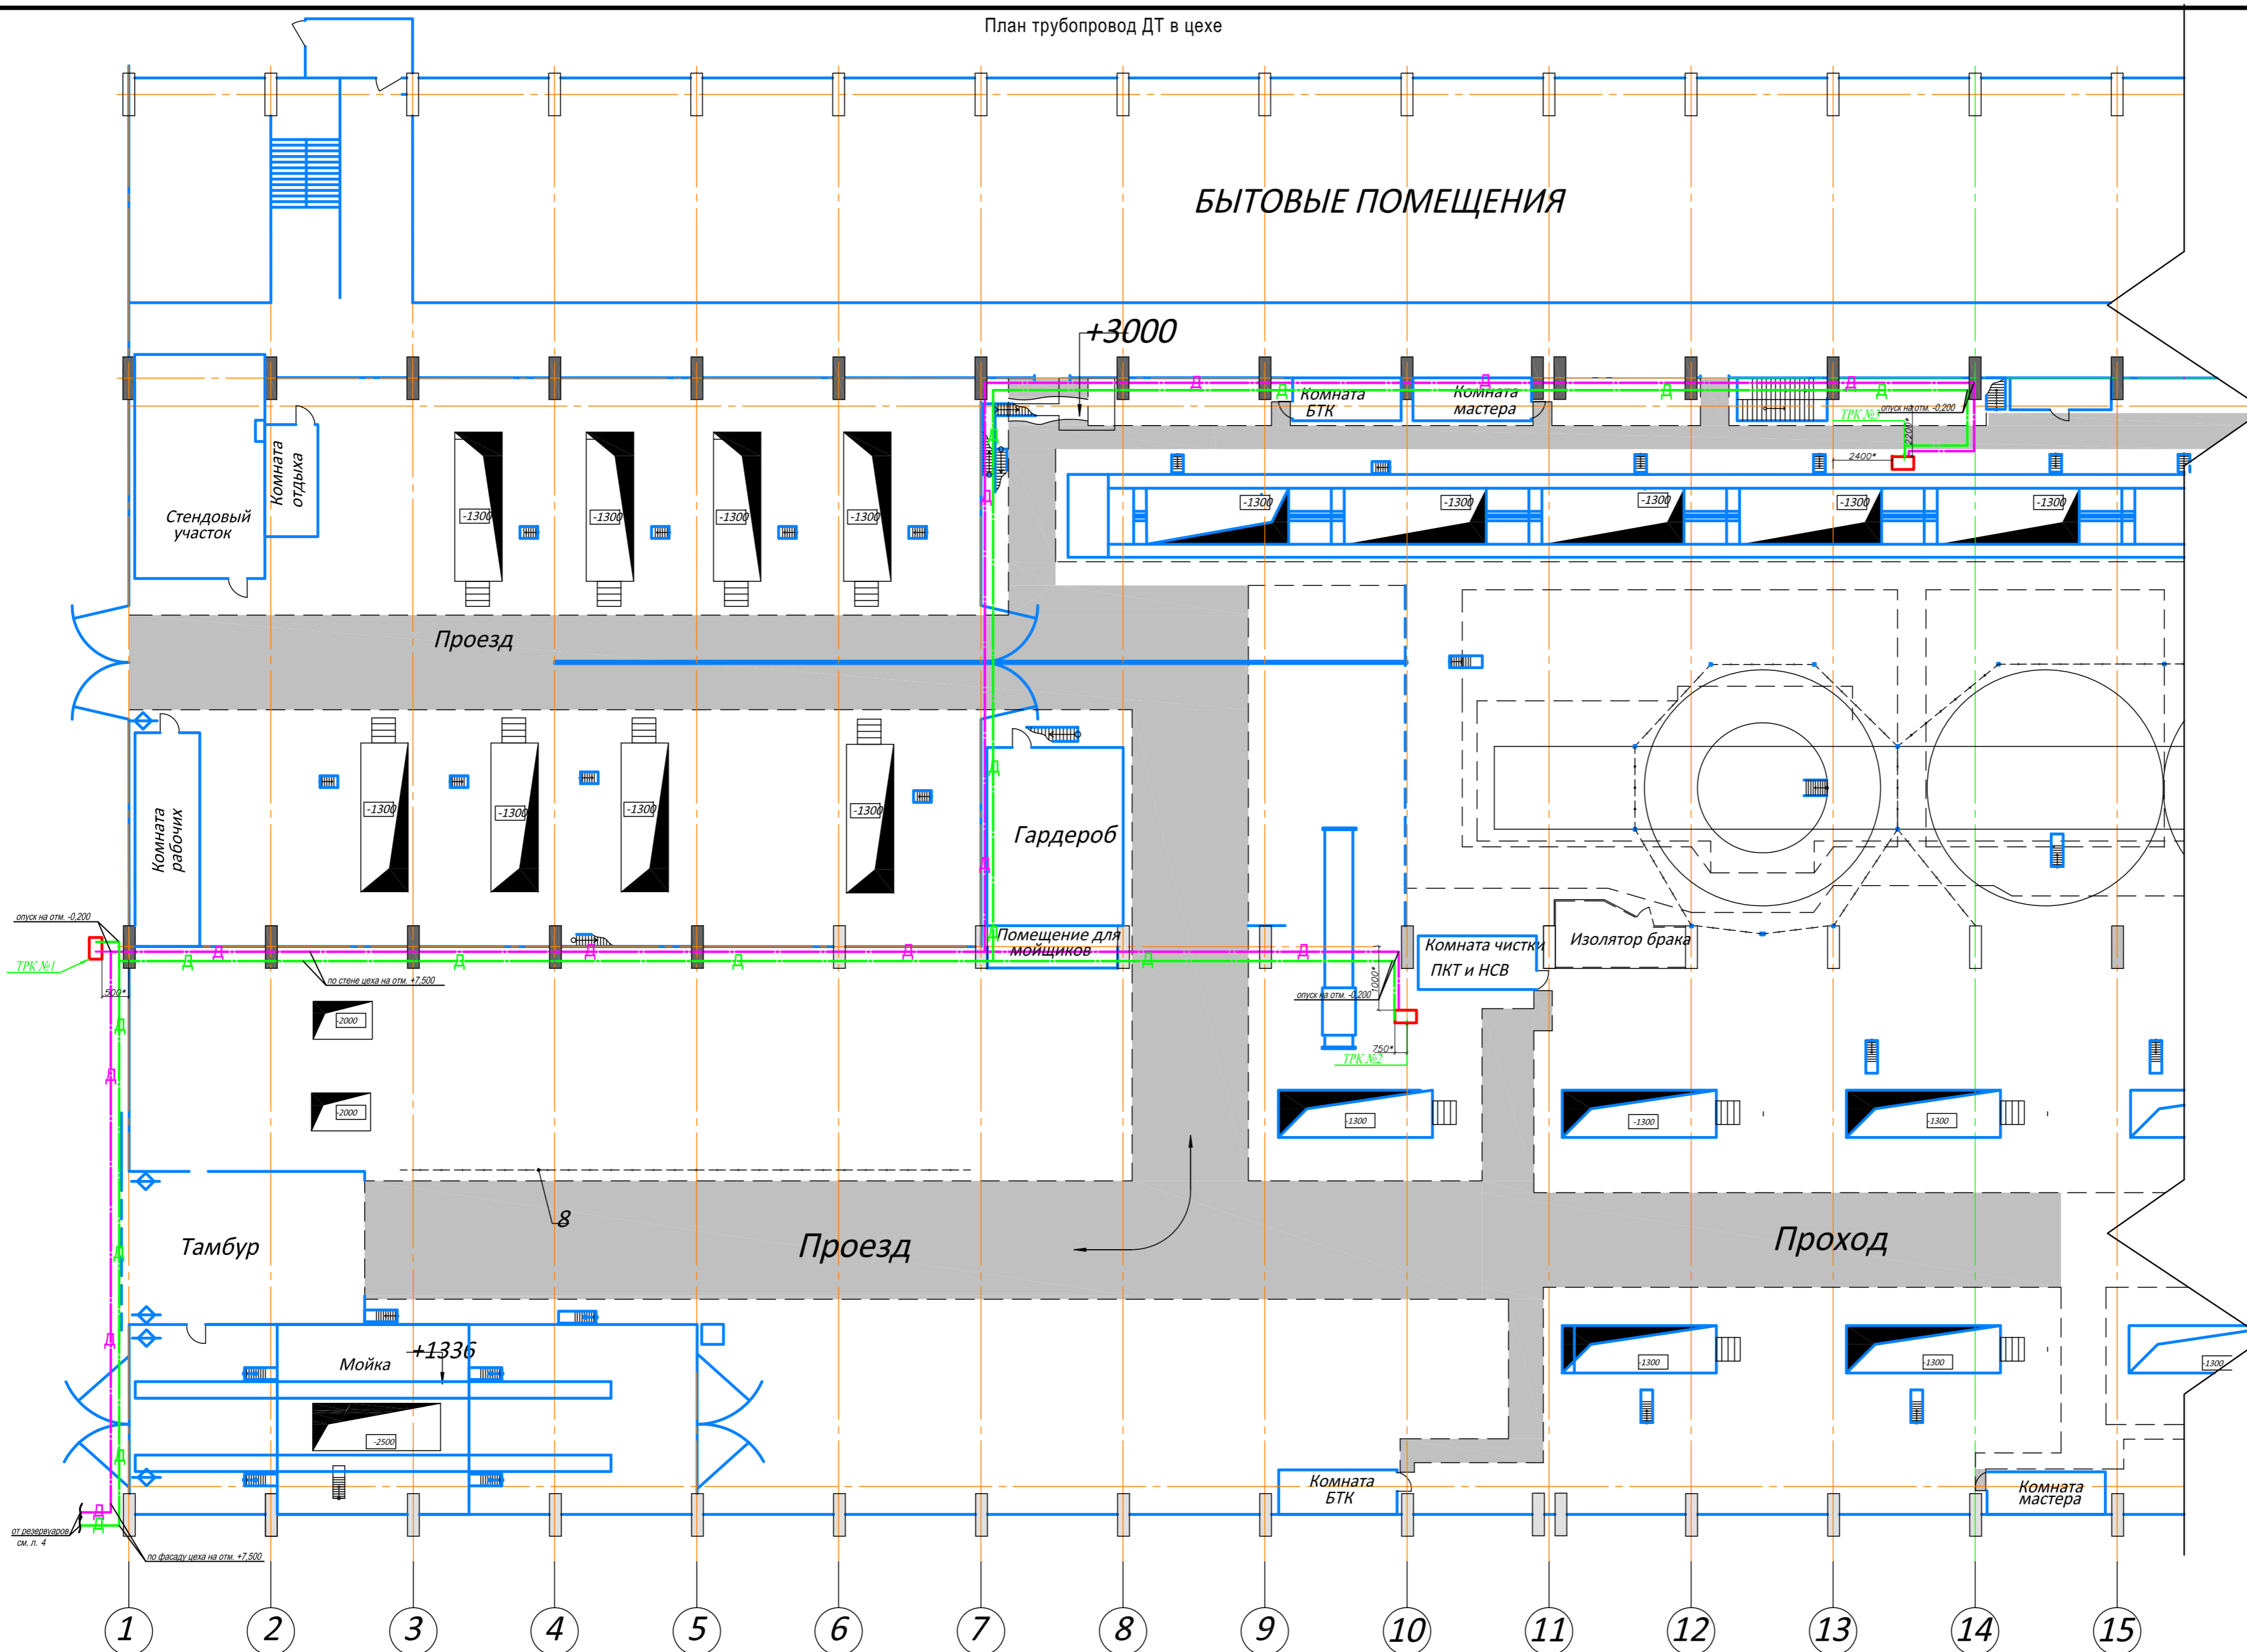 План трубопровод ДТ в цехе
БЫТОВЫЕ ПОМЕЩЕНИЯ
+3000
Д
Д
Д
Д
Д
Д
Комната
БТК
Комната
мастера
ТРК №3
опуск на отм. -0,200
2200*
2400*
Комната
отдыха
Стендовый
участок
-1300
-1300
-1300
-1300
Д
Д
-1300
-1300
-1300
-1300
-1300
Проезд
Комната
рабочих
-1300
-1300
-1300
-1300
Д
Д
Гардероб
опуск на отм. -0,200
ТРК №1
500*
Д
Д
Д
Д
Д
Д
Д
Д
Д
Д
по стене цеха на отм. +7,500
Помещение для
мойщиков
1000*
опуск на отм. -0,200
750*
ТРК №2
Комната чистки
ПКТ и НСВ
Изолятор брака
-2000
-2000
Д
Д
-1300
-1300
-1300
8
Тамбур
Проезд
Проход
Д
Д
+1336
Мойка
-2500
-1300
-1300
-1300
Д
Комната
БТК
Комната
мастера
Д
Д
от резервуаров
см. л. 4
по фасаду цеха на отм. +7,500
1 2 3 4 5 6 7 8 9 10 11 12 13 14 15